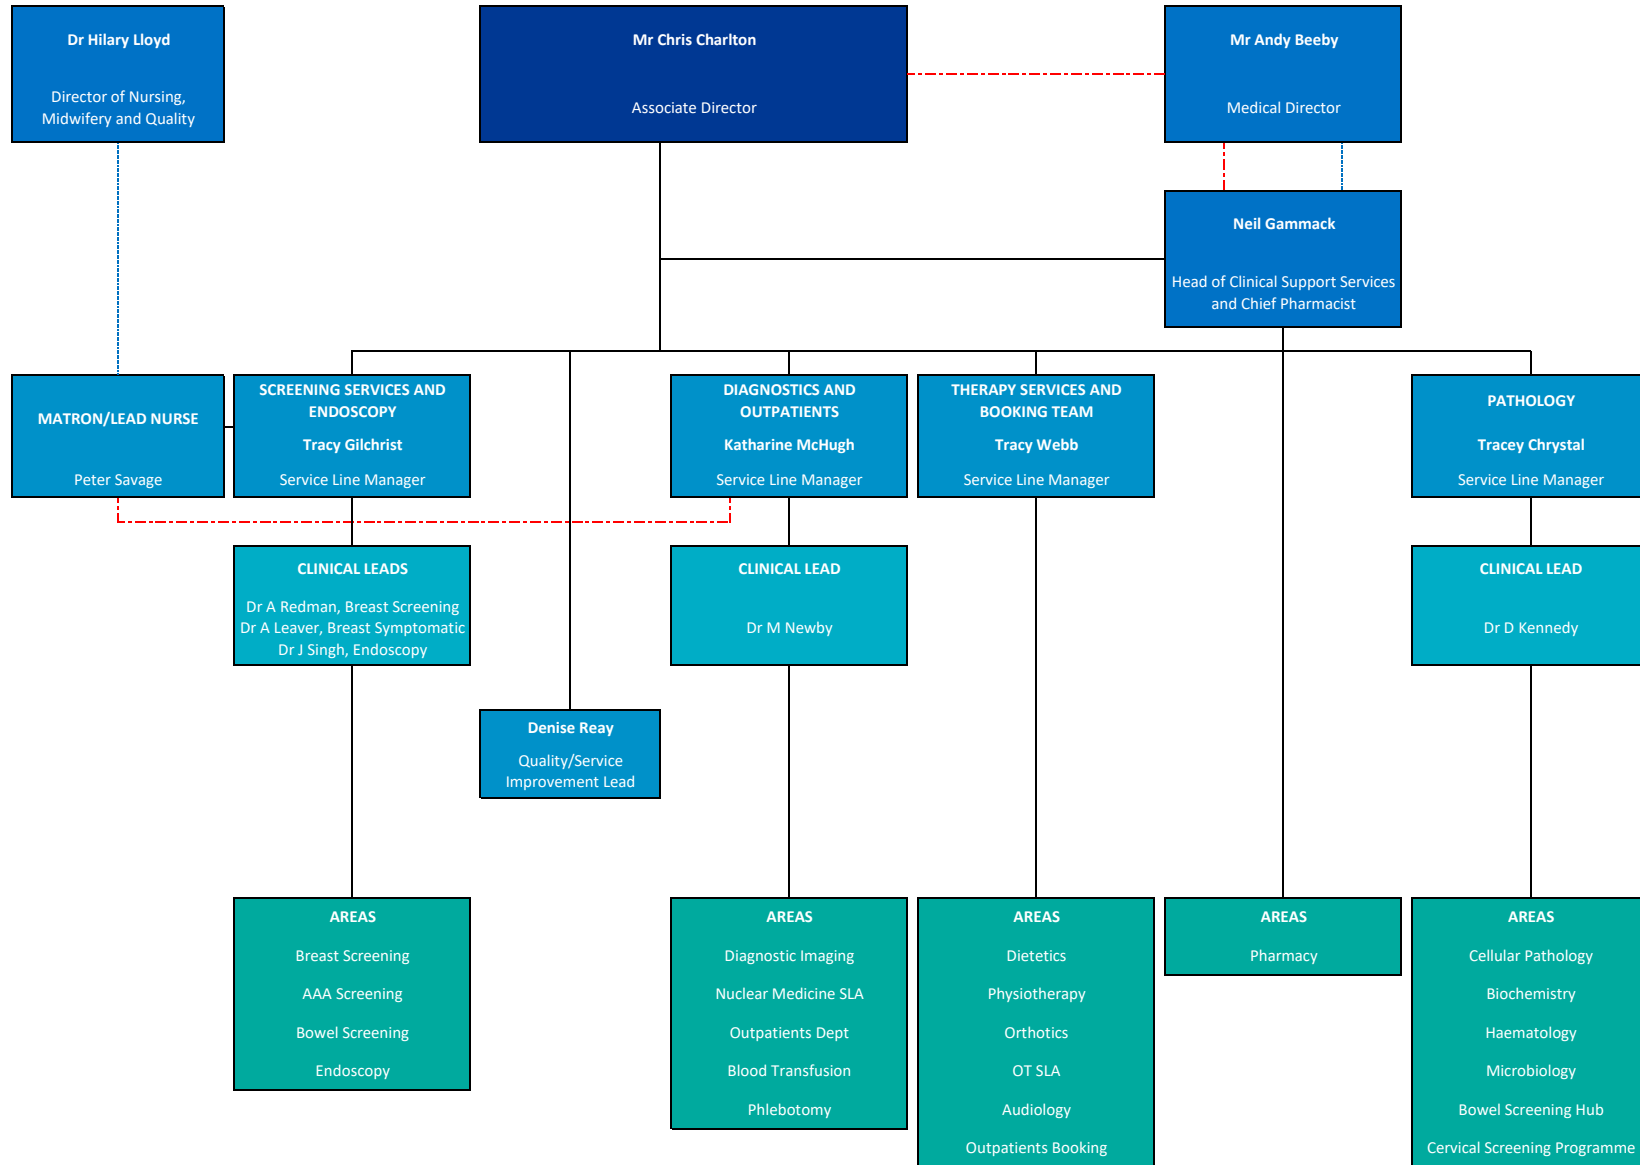 Dr Hilary Lloyd
Director of Nursing,
Midwifery and Quality
Mr Chris Charlton
Associate Director
Mr Andy Beeby
Medical Director
Neil Gammack
Head of Clinical Support Services
and Chief Pharmacist
MATRON/LEAD NURSE
Peter Savage
SCREENING SERVICES AND
ENDOSCOPY
Tracy Gilchrist
Service Line Manager
DIAGNOSTICS AND
OUTPATIENTS
Katharine McHugh
Service Line Manager
THERAPY SERVICES AND
BOOKING TEAM
Tracy Webb
Service Line Manager
PATHOLOGY
Tracey Chrystal
Service Line Manager
CLINICAL LEADS
Dr A Redman, Breast Screening
Dr A Leaver, Breast Symptomatic
Dr J Singh, Endoscopy
CLINICAL LEAD
Dr M Newby
CLINICAL LEAD
Dr D Kennedy
Denise Reay
Quality/Service
Improvement Lead
AREAS
Breast Screening
AAA Screening
Bowel Screening
Endoscopy
AREAS
Diagnostic Imaging
Nuclear Medicine SLA
Outpatients Dept
Blood Transfusion
Phlebotomy
AREAS
Dietetics
Physiotherapy
Orthotics
OT SLA
Audiology
Outpatients Booking
AREAS
Pharmacy
AREAS
Cellular Pathology
Biochemistry
Haematology
Microbiology
Bowel Screening Hub
Cervical Screening Programme